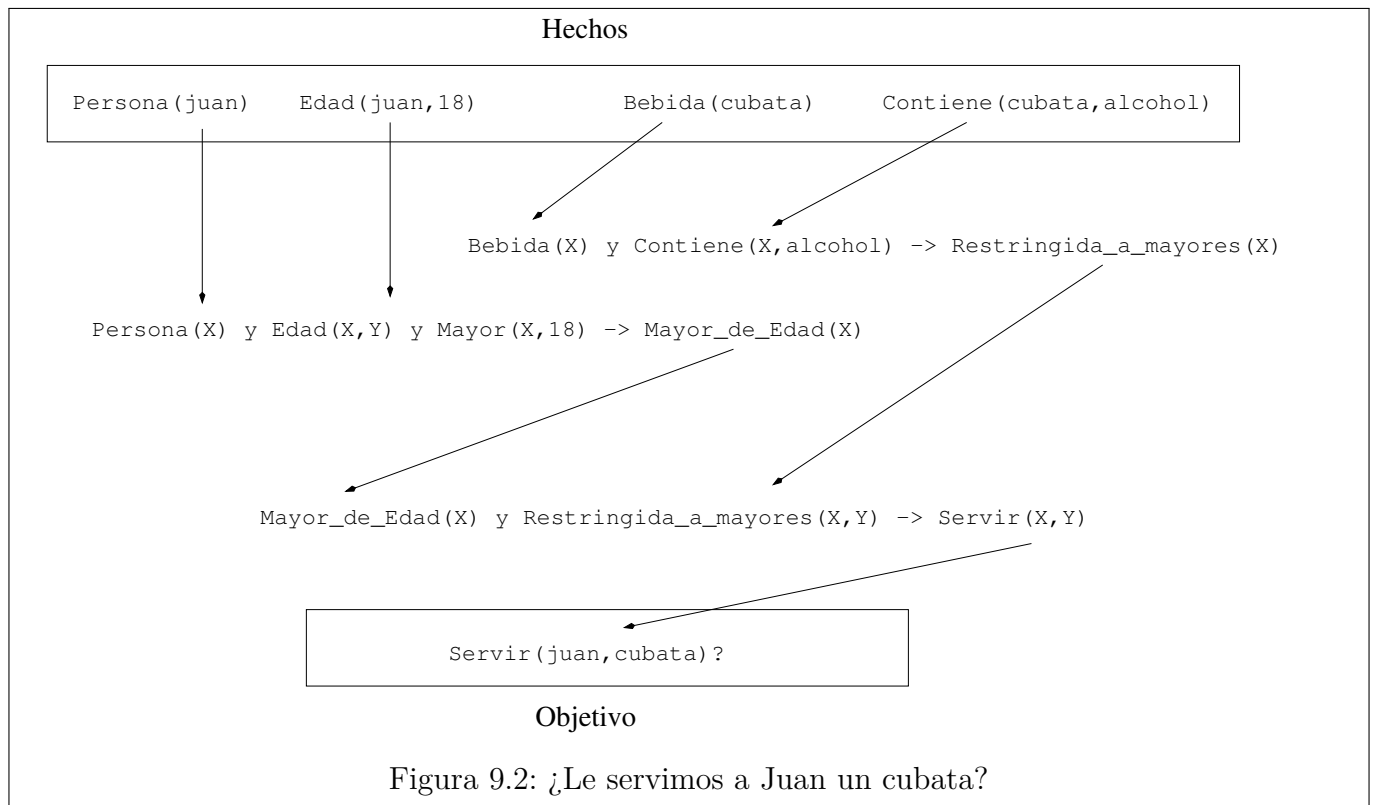 Hechos
Persona(juan) Edad(juan,18) Bebida(cubata) Contiene(cubata,alcohol)
Bebida(X) y Contiene(X,alcohol) -> Restringida_a_mayores(X)
Persona(X) y Edad(X,Y) y Mayor(X,18) -> Mayor_de_Edad(X)
Mayor_de_Edad(X) y Restringida_a_mayores(X,Y) -> Servir(X,Y)
Servir(juan,cubata)?
Objetivo
Figura 9.2: ¿Le servimos a Juan un cubata?